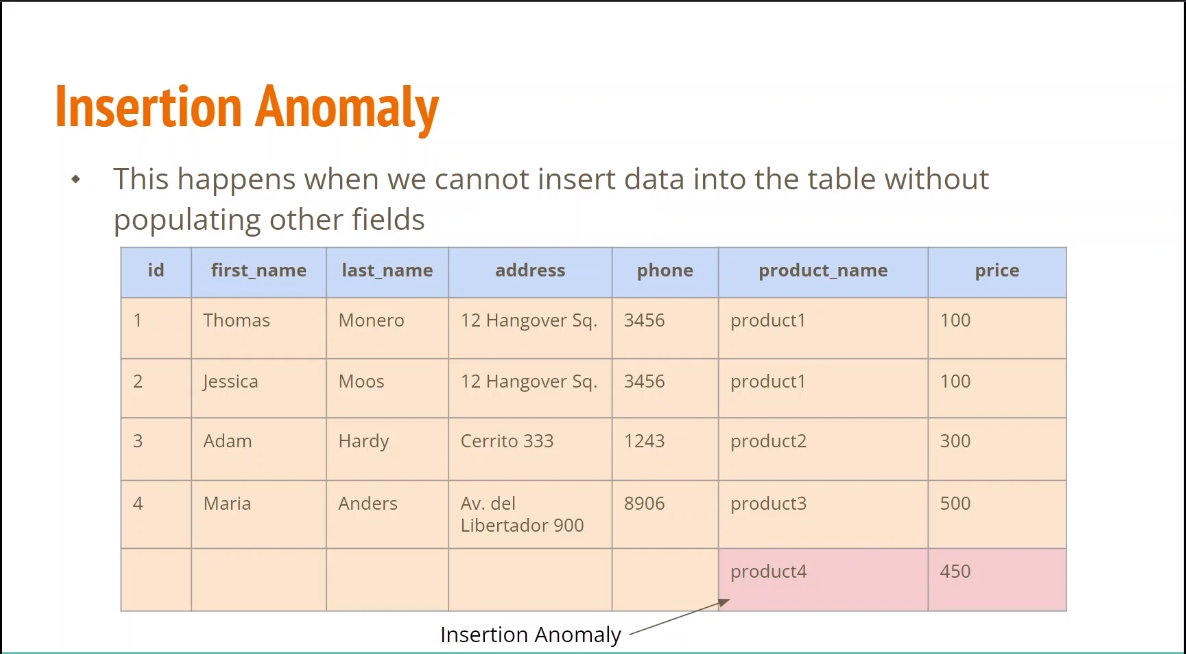 Insertion Anomaly
This happens when we cannot insert data into the table without
populating other fields
id first_name last_name address phone product_name price
1 Thomas Monero 12 Hangover Sq. 3456 product1 100
2 Jessica Moos 12 Hangover Sq. 3456 product1 100
3 Adam Hardy Cerrito 333 1243 product2 300
4 Maria Anders Av. del 8906 product3 500
Libertador 900
product4 450
Insertion Anomaly